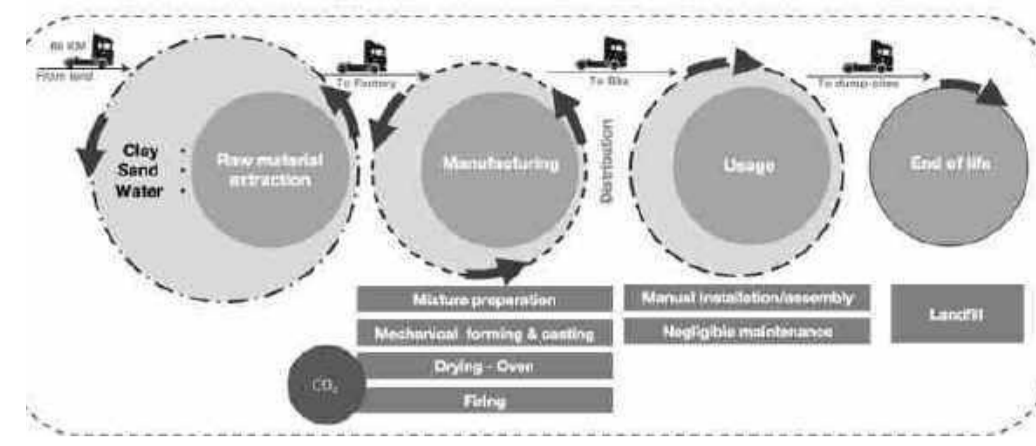 From land
To Factory
To Site
To dump-sites
Clay
Sand
Water
Raw material
extraction
Manufacturing
Distribution
Usage
End of life
Mixture preparation
Mechanical forming & casting
Drying - Oven
Firing
CO₂
Manual installation/assembly
Negligible maintenance
Landfill